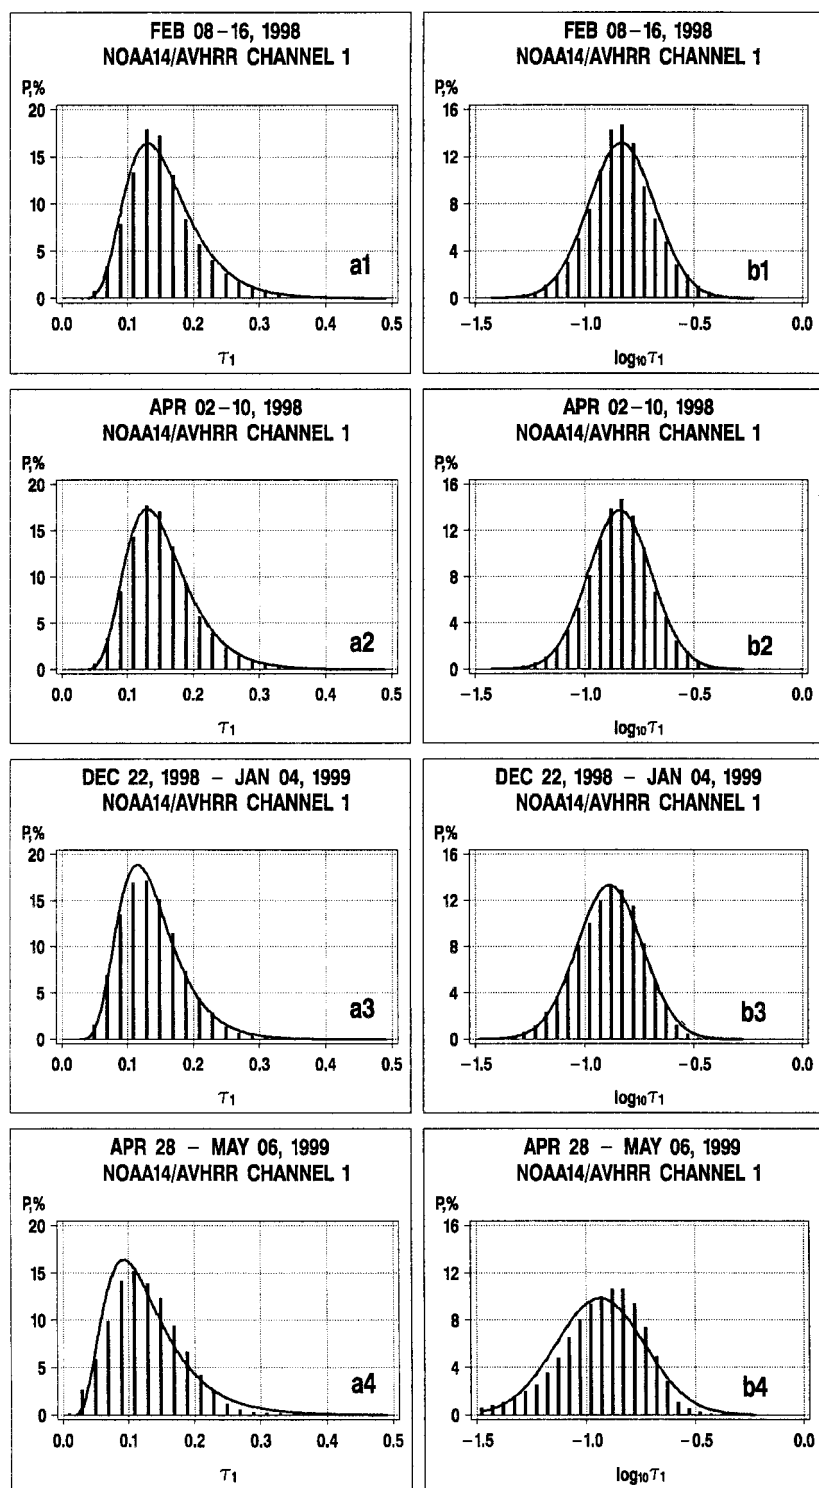 FEB 08–16, 1998
NOAA14/AVHRR CHANNEL 1
P,%
20
15
10
5
0
a1
0.0 0.1 0.2 0.3 0.4 0.5
τ1
FEB 08–16, 1998
NOAA14/AVHRR CHANNEL 1
P,%
16
12
8
4
0
b1
−1.5 −1.0 −0.5 0.0
log10τ1
APR 02–10, 1998
NOAA14/AVHRR CHANNEL 1
P,%
20
15
10
5
0
a2
0.0 0.1 0.2 0.3 0.4 0.5
τ1
APR 02–10, 1998
NOAA14/AVHRR CHANNEL 1
P,%
16
12
8
4
0
b2
−1.5 −1.0 −0.5 0.0
log10τ1
DEC 22, 1998 – JAN 04, 1999
NOAA14/AVHRR CHANNEL 1
P,%
20
15
10
5
0
a3
0.0 0.1 0.2 0.3 0.4 0.5
τ1
DEC 22, 1998 – JAN 04, 1999
NOAA14/AVHRR CHANNEL 1
P,%
16
12
8
4
0
b3
−1.5 −1.0 −0.5 0.0
log10τ1
APR 28 – MAY 06, 1999
NOAA14/AVHRR CHANNEL 1
P,%
20
15
10
5
0
a4
0.0 0.1 0.2 0.3 0.4 0.5
τ1
APR 28 – MAY 06, 1999
NOAA14/AVHRR CHANNEL 1
P,%
16
12
8
4
0
b4
−1.5 −1.0 −0.5 0.0
log10τ1